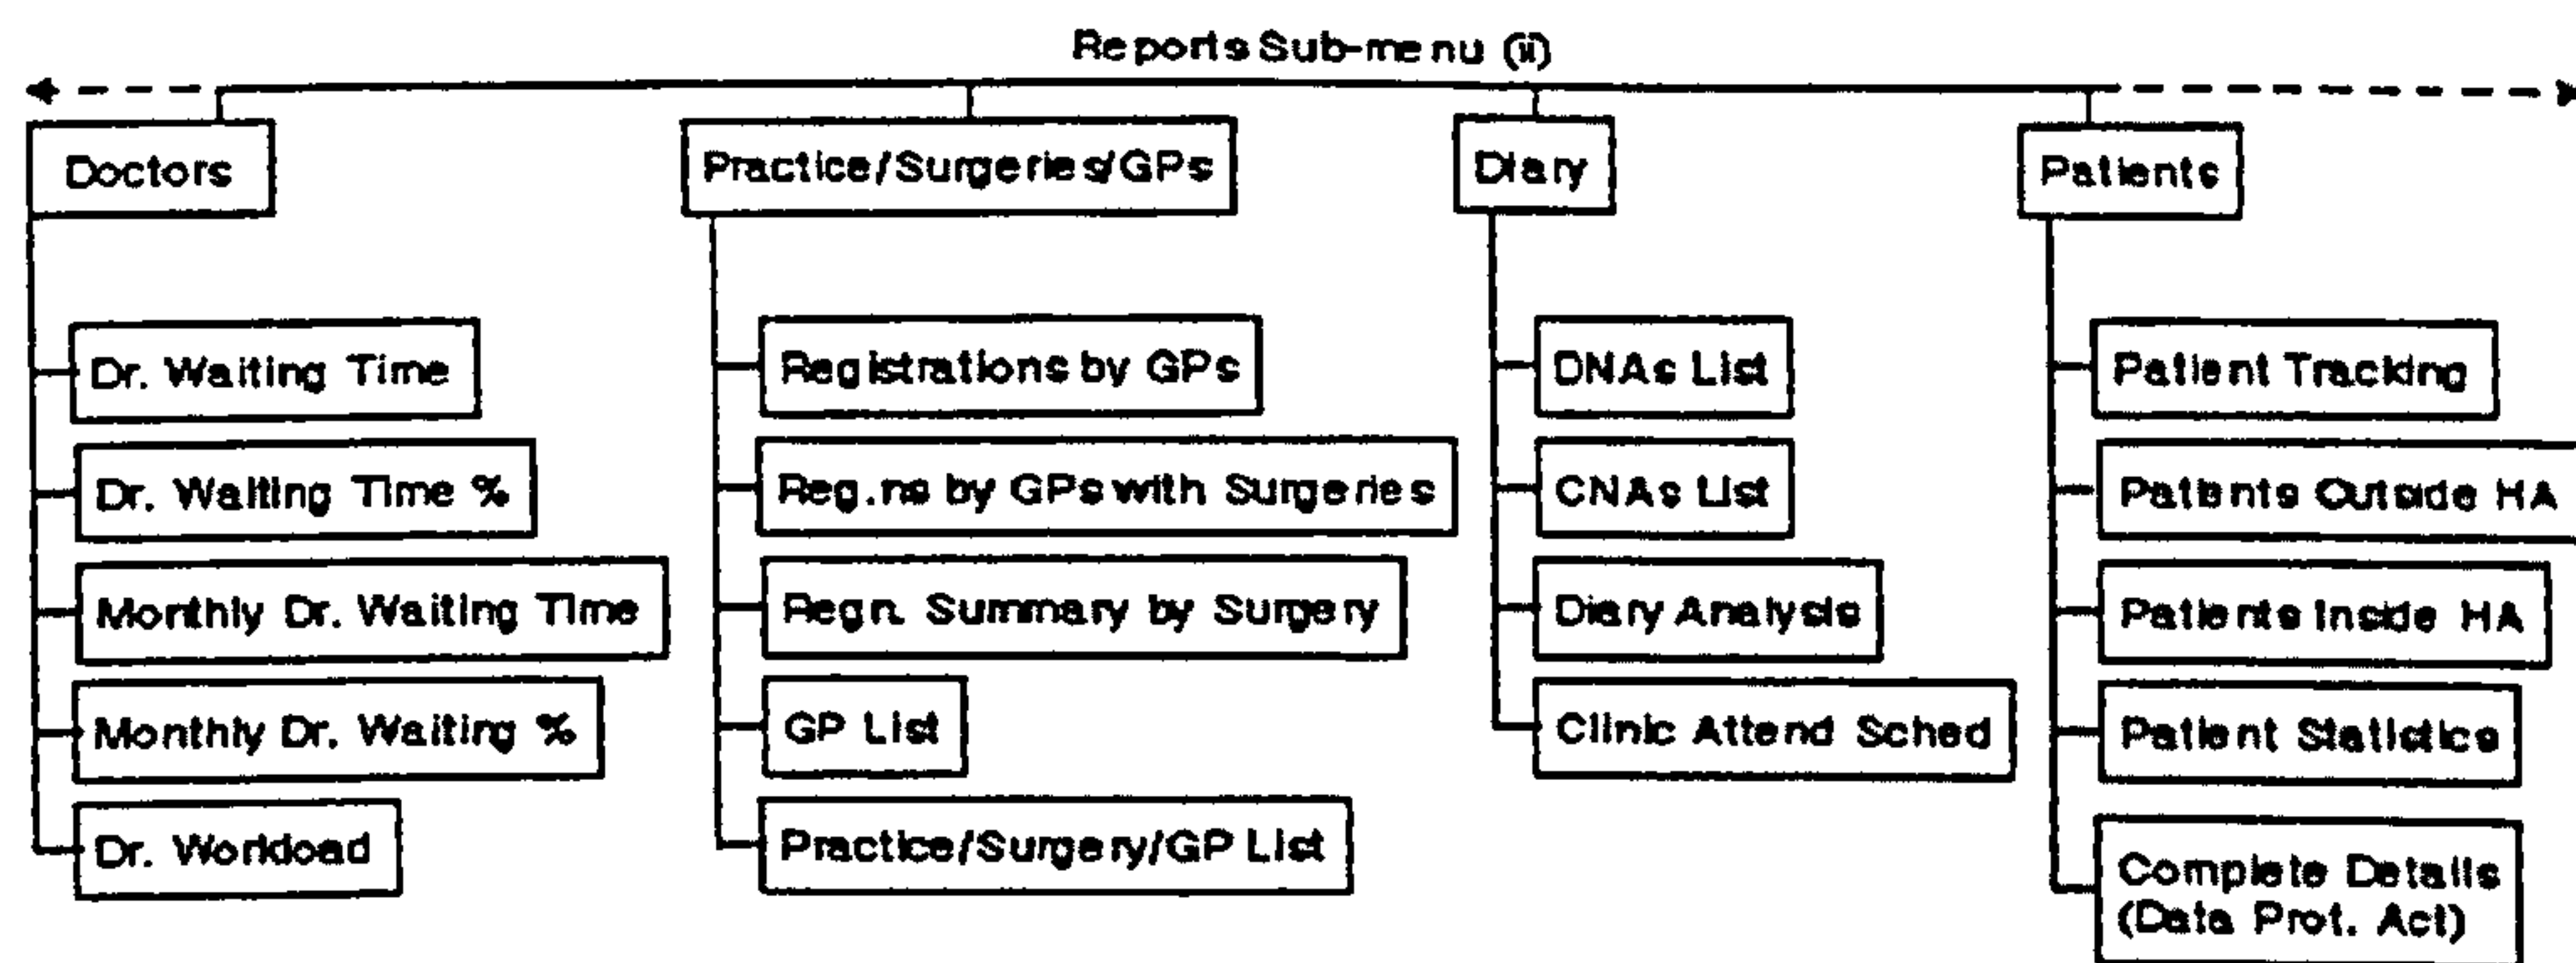 Reports Sub-menu (ii)
Doctors
Dr. Waiting Time
Dr. Waiting Time %
Monthly Dr. Waiting Time
Monthly Dr. Waiting %
Dr. Workload
Practice/Surgeries/GPs
Registrations by GPs
Reg.ns by GPs with Surgeries
Regn. Summary by Surgery
GP List
Practice/Surgery/GP List
Diary
DNAs List
CNAs List
Diary Analysis
Clinic Attend Sched
Patients
Patient Tracking
Patients Outside HA
Patients Inside HA
Patient Statistics
Complete Details
(Data Prot. Act)